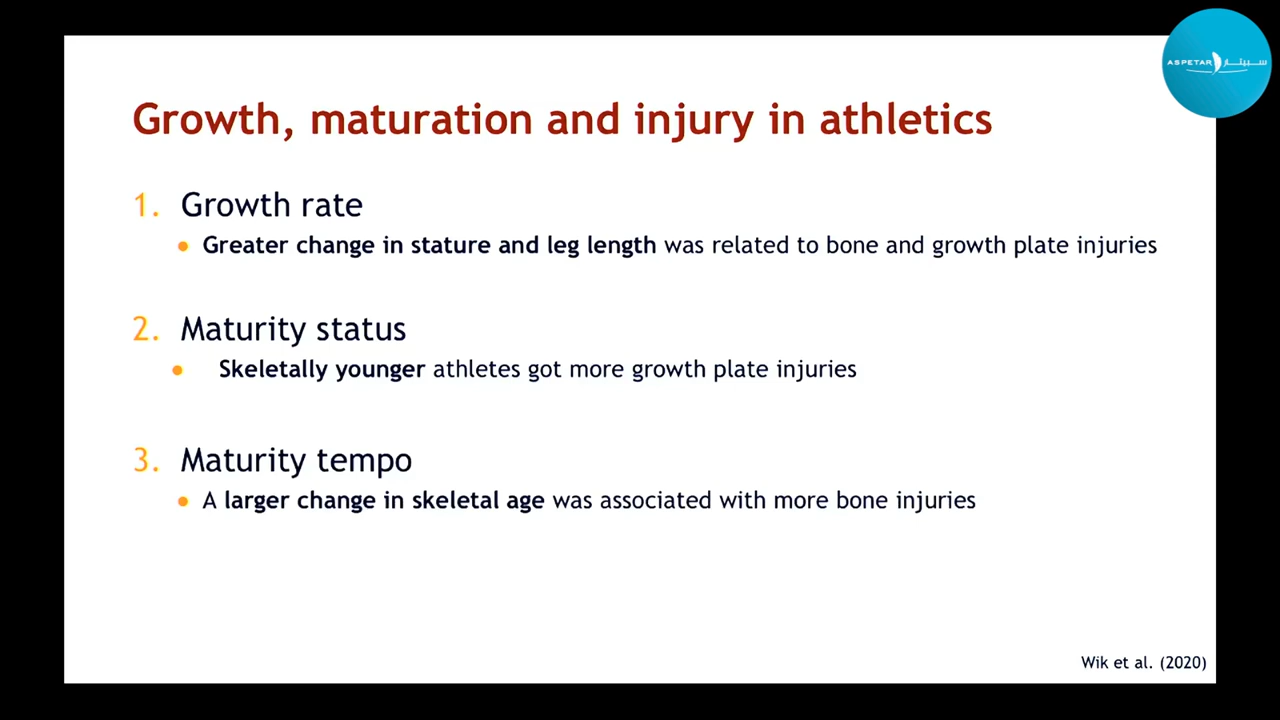 ASPETAR سبيتار
Growth, maturation and injury in athletics
1. Growth rate
• Greater change in stature and leg length was related to bone and growth plate injuries
2. Maturity status
• Skeletally younger athletes got more growth plate injuries
3. Maturity tempo
• A larger change in skeletal age was associated with more bone injuries
Wik et al. (2020)